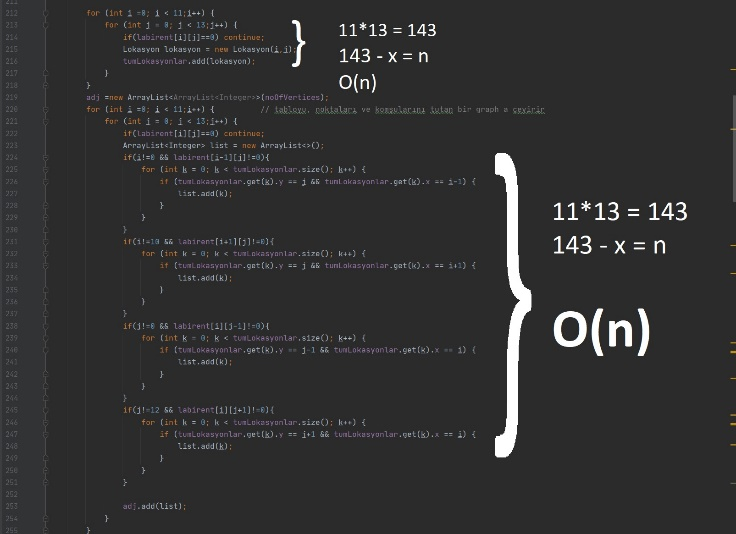 211
212 for (int i =0; i < 11;i++) {
213 for (int j = 0; j < 13;j++) {
214 if(labirent[i][j]==0) continue;
215 Lokasyon lokasyon = new Lokasyon(i,j);
216 tumLokasyonlar.add(lokasyon);
217 }
218 }
11*13 = 143
143 - x = n
O(n)
219 adj =new ArrayList<ArrayList<Integer>>(noOfVertices);
220 for (int i =0; i < 11;i++) { // tabloyu, noktaları ve komşularını tutan bir graph a çevirir
221 for (int j = 0; j < 13;j++) {
222 if(labirent[i][j]==0) continue;
223 ArrayList<Integer> list = new ArrayList<>();
224 if(i!=0 && labirent[i-1][j]!=0){
225 for (int k = 0; k < tumLokasyonlar.size(); k++) {
226 if (tumLokasyonlar.get(k).y == j && tumLokasyonlar.get(k).x == i-1) {
227 list.add(k);
228 }
229 }
230 }
231 if(i!=10 && labirent[i+1][j]!=0){
232 for (int k = 0; k < tumLokasyonlar.size(); k++) {
233 if (tumLokasyonlar.get(k).y == j && tumLokasyonlar.get(k).x == i+1) {
234 list.add(k);
235 }
236 }
237 }
238 if(j!=0 && labirent[i][j-1]!=0){
239 for (int k = 0; k < tumLokasyonlar.size(); k++) {
240 if (tumLokasyonlar.get(k).y == j-1 && tumLokasyonlar.get(k).x == i) {
241 list.add(k);
242 }
243 }
244 }
245 if(j!=12 && labirent[i][j+1]!=0){
246 for (int k = 0; k < tumLokasyonlar.size(); k++) {
247 if (tumLokasyonlar.get(k).y == j+1 && tumLokasyonlar.get(k).x == i) {
248 list.add(k);
249 }
250 }
251 }
252
253 adj.add(list);
254 }
255 }
11*13 = 143
143 - x = n
O(n)